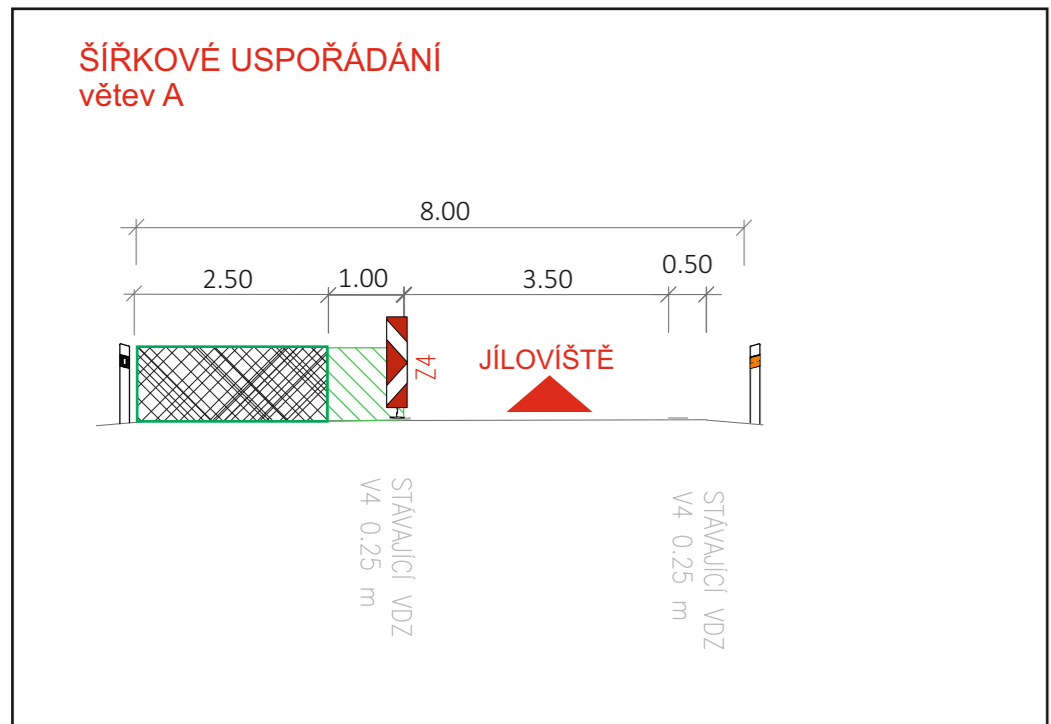 ŠÍŘKOVÉ USPOŘÁDÁNÍ
větev A
8.00
2.50
1.00
3.50
0.50
Z4
JÍLOVÍŠTĚ
STÁVAJÍCÍ VDZ
V4 0.25 m
STÁVAJÍCÍ VDZ
V4 0.25 m